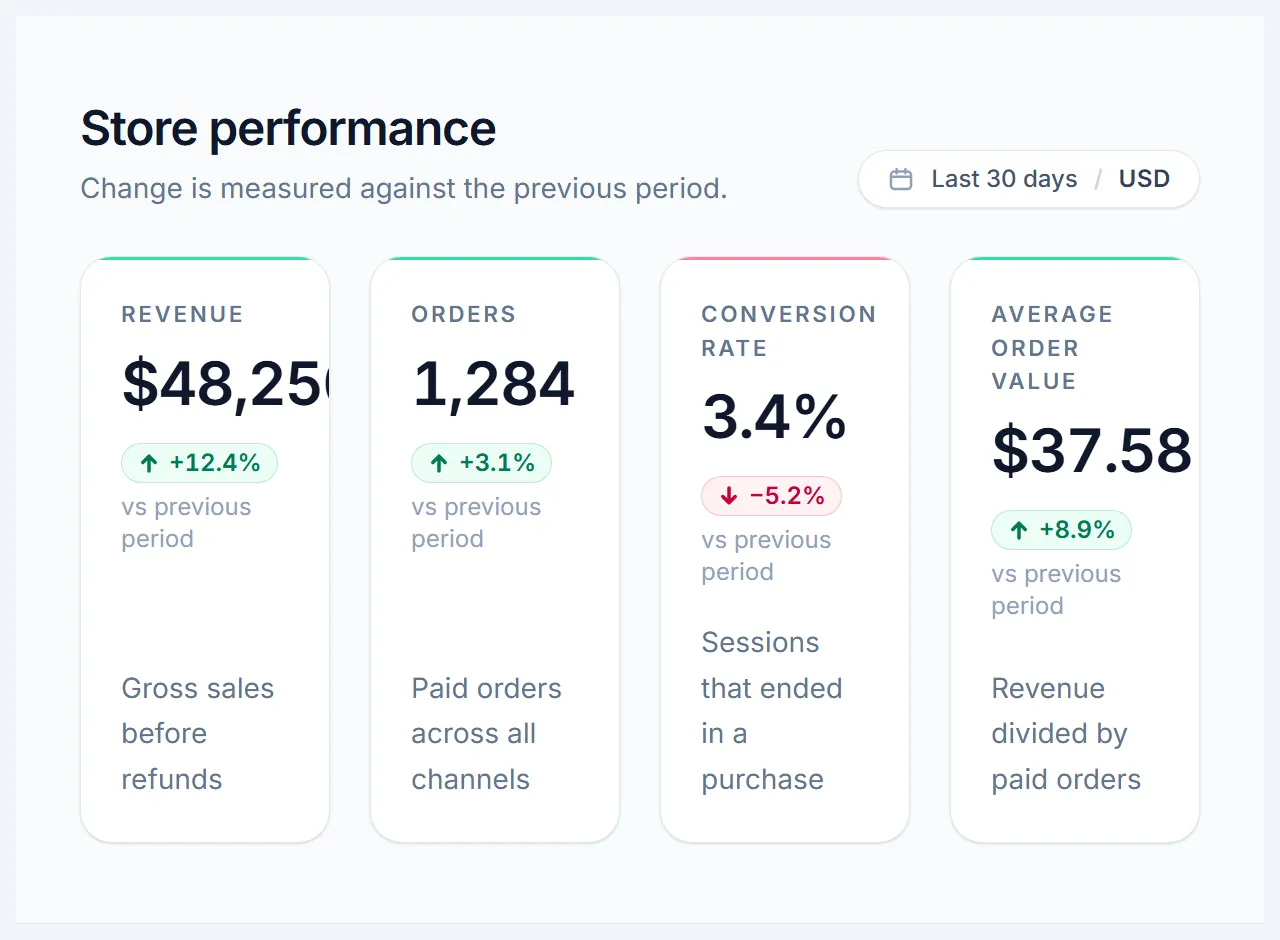 Store performance
Change is measured against the previous period.
Last 30 days / USD
REVENUE
$48,250
+12.4%
vs previous
period
Gross sales
before
refunds
ORDERS
1,284
+3.1%
vs previous
period
Paid orders
across all
channels
CONVERSION
RATE
3.4%
−5.2%
vs previous
period
Sessions
that ended
in a
purchase
AVERAGE
ORDER
VALUE
$37.58
+8.9%
vs previous
period
Revenue
divided by
paid orders